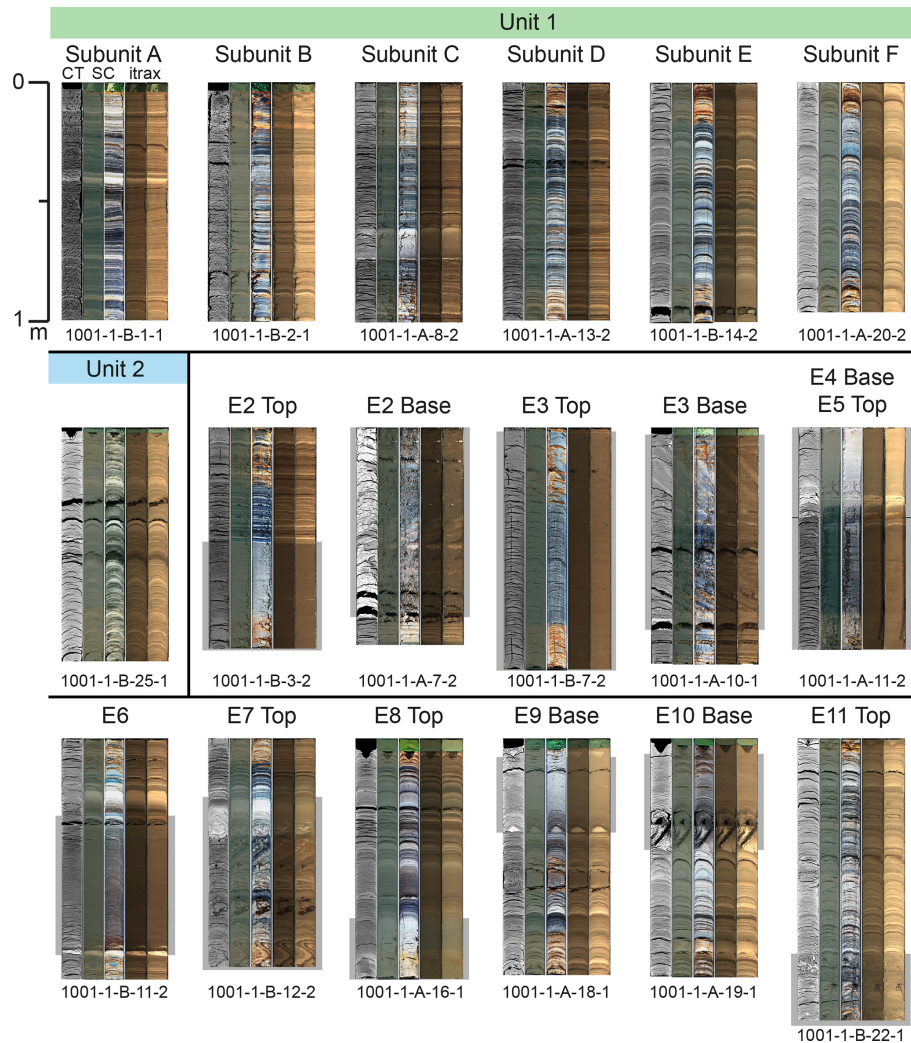 Unit 1
Subunit A
Subunit B
Subunit C
Subunit D
Subunit E
Subunit F
CT SC itrax
0
1
m
1001-1-B-1-1
1001-1-B-2-1
1001-1-A-8-2
1001-1-A-13-2
1001-1-B-14-2
1001-1-A-20-2
Unit 2
E2 Top
E2 Base
E3 Top
E3 Base
E4 Base
E5 Top
1001-1-B-25-1
1001-1-B-3-2
1001-1-A-7-2
1001-1-B-7-2
1001-1-A-10-1
1001-1-A-11-2
E6
E7 Top
E8 Top
E9 Base
E10 Base
E11 Top
1001-1-B-11-2
1001-1-B-12-2
1001-1-A-16-1
1001-1-A-18-1
1001-1-A-19-1
1001-1-B-22-1